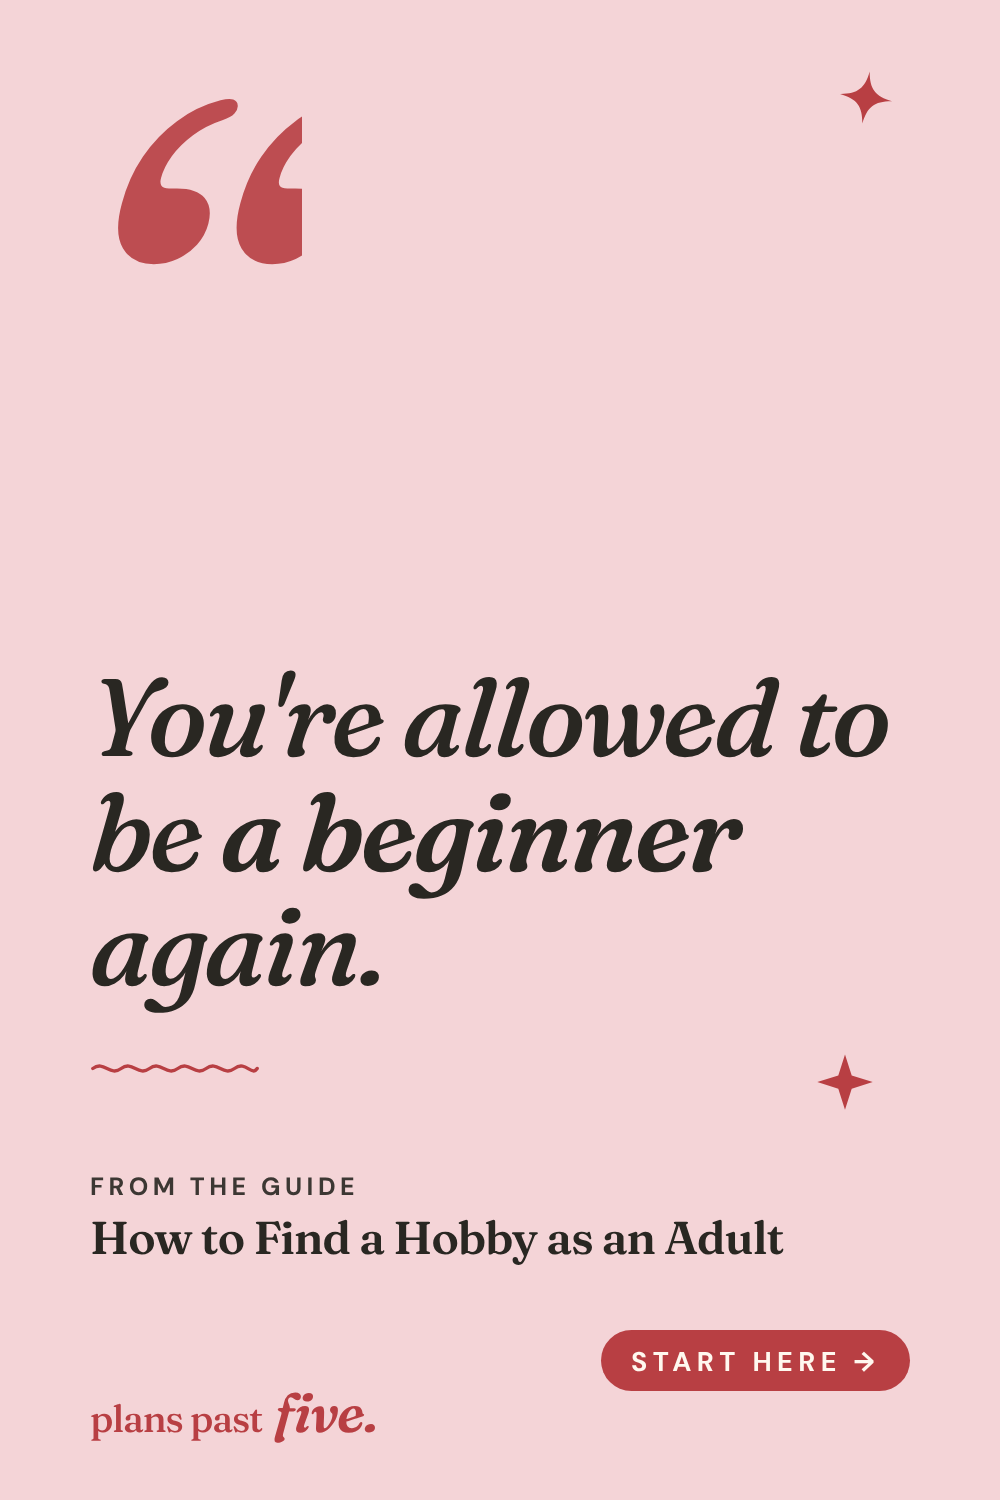 “
You're allowed to
be a beginner
again.
FROM THE GUIDE
How to Find a Hobby as an Adult
START HERE →
plans past five.